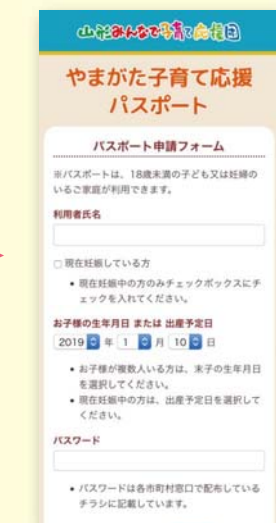 山形みんなで子育て応援団
やまがた子育て応援
パスポート
パスポート申請フォーム
※パスポートは、18歳未満の子ども又は妊婦の
いるご家庭が利用できます。
利用者氏名
現在妊娠している方
• 現在妊娠中の方のみチェックボックスにチ
ェックを入れてください。
お子様の生年月日 または 出産予定日
2019 年 1 月 10 日
• お子様が複数人いる方は、末子の生年月日
を選択してください。
• 現在妊娠中の方は、出産予定日を選択して
ください。
パスワード
• パスワードは各市町村窓口で配布している
チラシに記載しています。